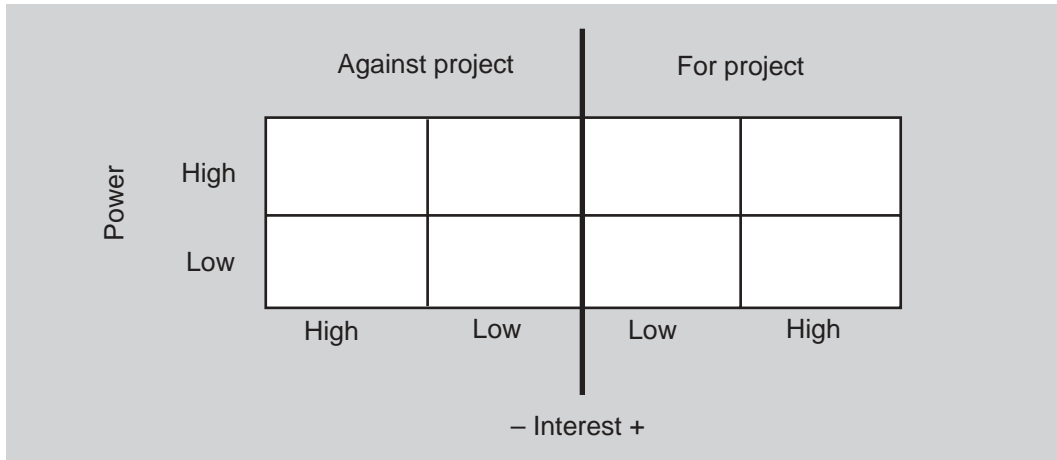 Against project
For project
Power
High
Low
High
Low
Low
High
– Interest +